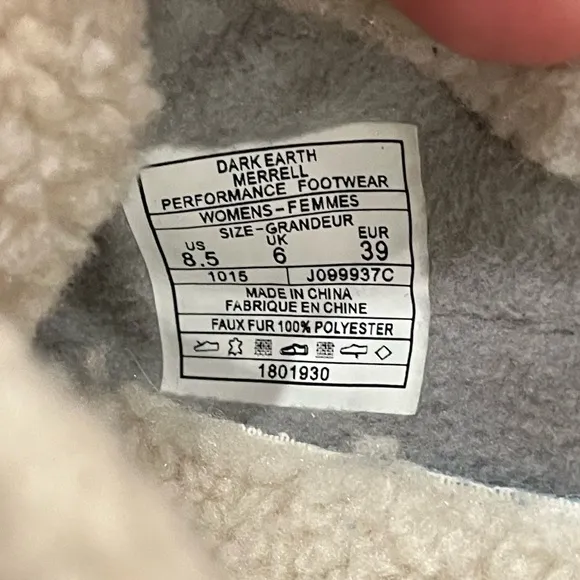 DARK EARTH
MERRELL
PERFORMANCE FOOTWEAR
WOMENS-FEMMES
SIZE-GRANDEUR
US UK EUR
8.5 6 39
1015 J099937C
MADE IN CHINA
FABRIQUE EN CHINE
FAUX FUR 100% POLYESTER
1801930